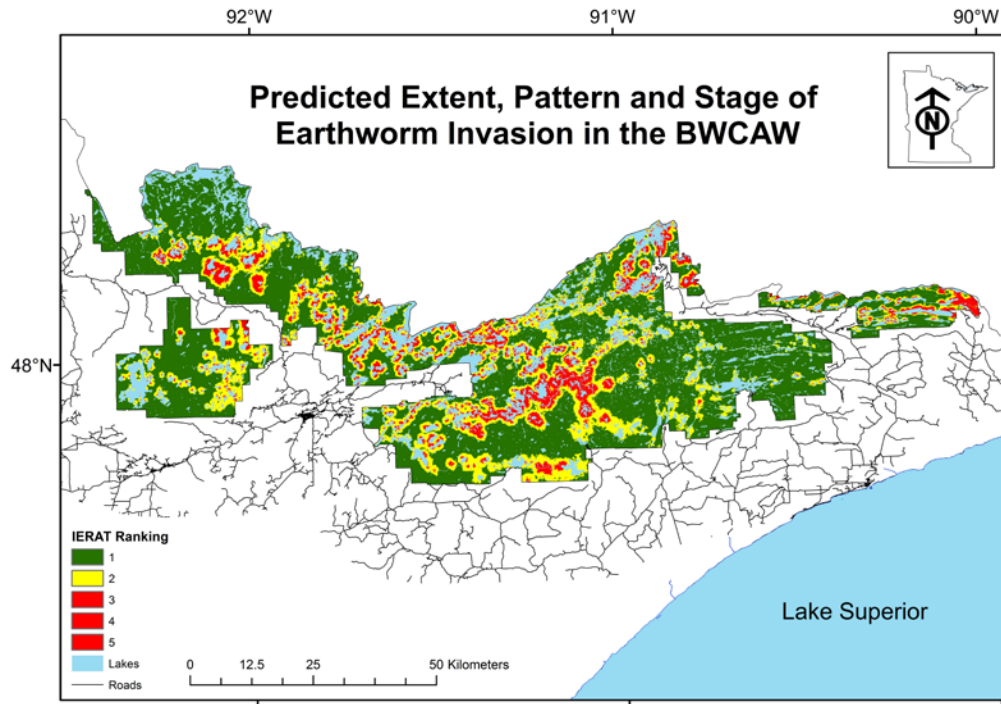 92°W
91°W
90°W
Predicted Extent, Pattern and Stage of
Earthworm Invasion in the BWCAW
N
48°N
IERAT Ranking
1
2
3
4
5
Lakes
Roads
0 12.5 25 50 Kilometers
Lake Superior